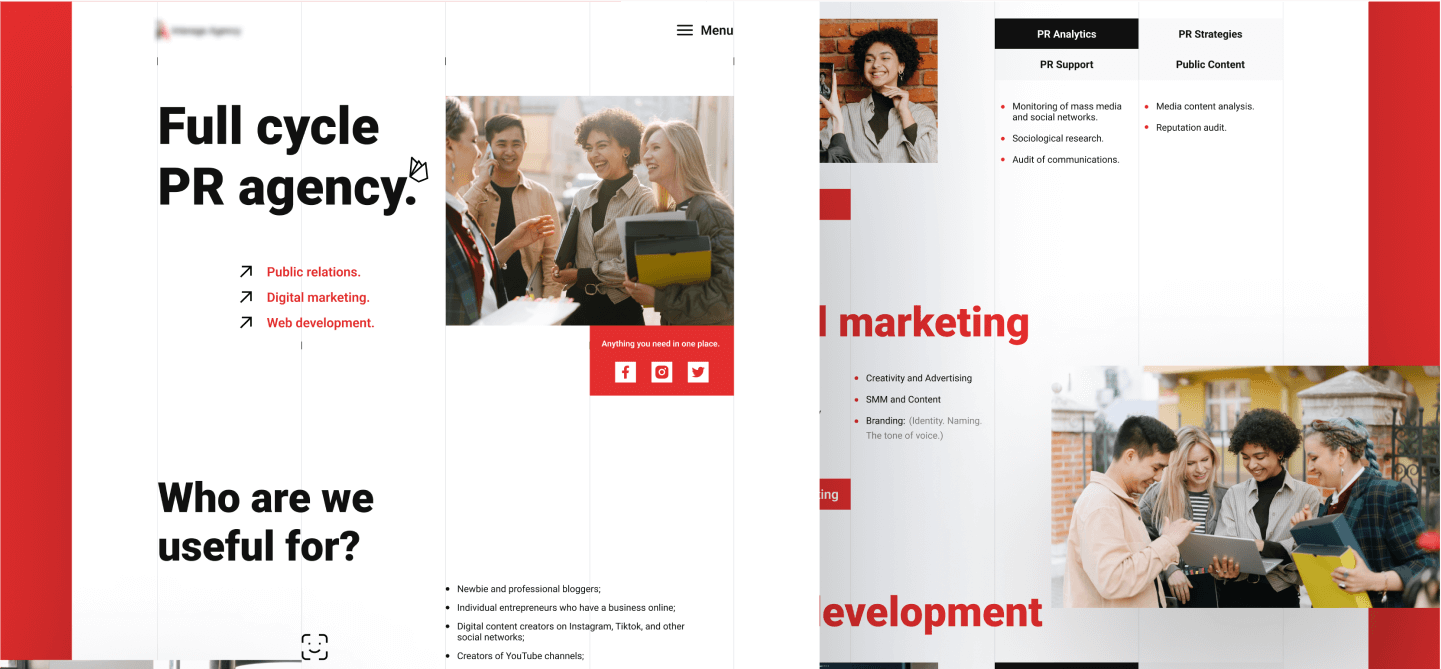 Menu
Full cycle
PR agency.
Public relations.
Digital marketing.
Web development.
Anything you need in one place.
Who are we
useful for?
Newbie and professional bloggers;
Individual entrepreneurs who have a business online;
Digital content creators on Instagram, Tiktok, and other
social networks;
Creators of YouTube channels;
PR Analytics
PR Strategies
PR Support
Public Content
Monitoring of mass media
and social networks.
Sociological research.
Audit of communications.
Media content analysis.
Reputation audit.
marketing
Creativity and Advertising
SMM and Content
Branding: (Identity. Naming.
The tone of voice.)
ing
evelopment